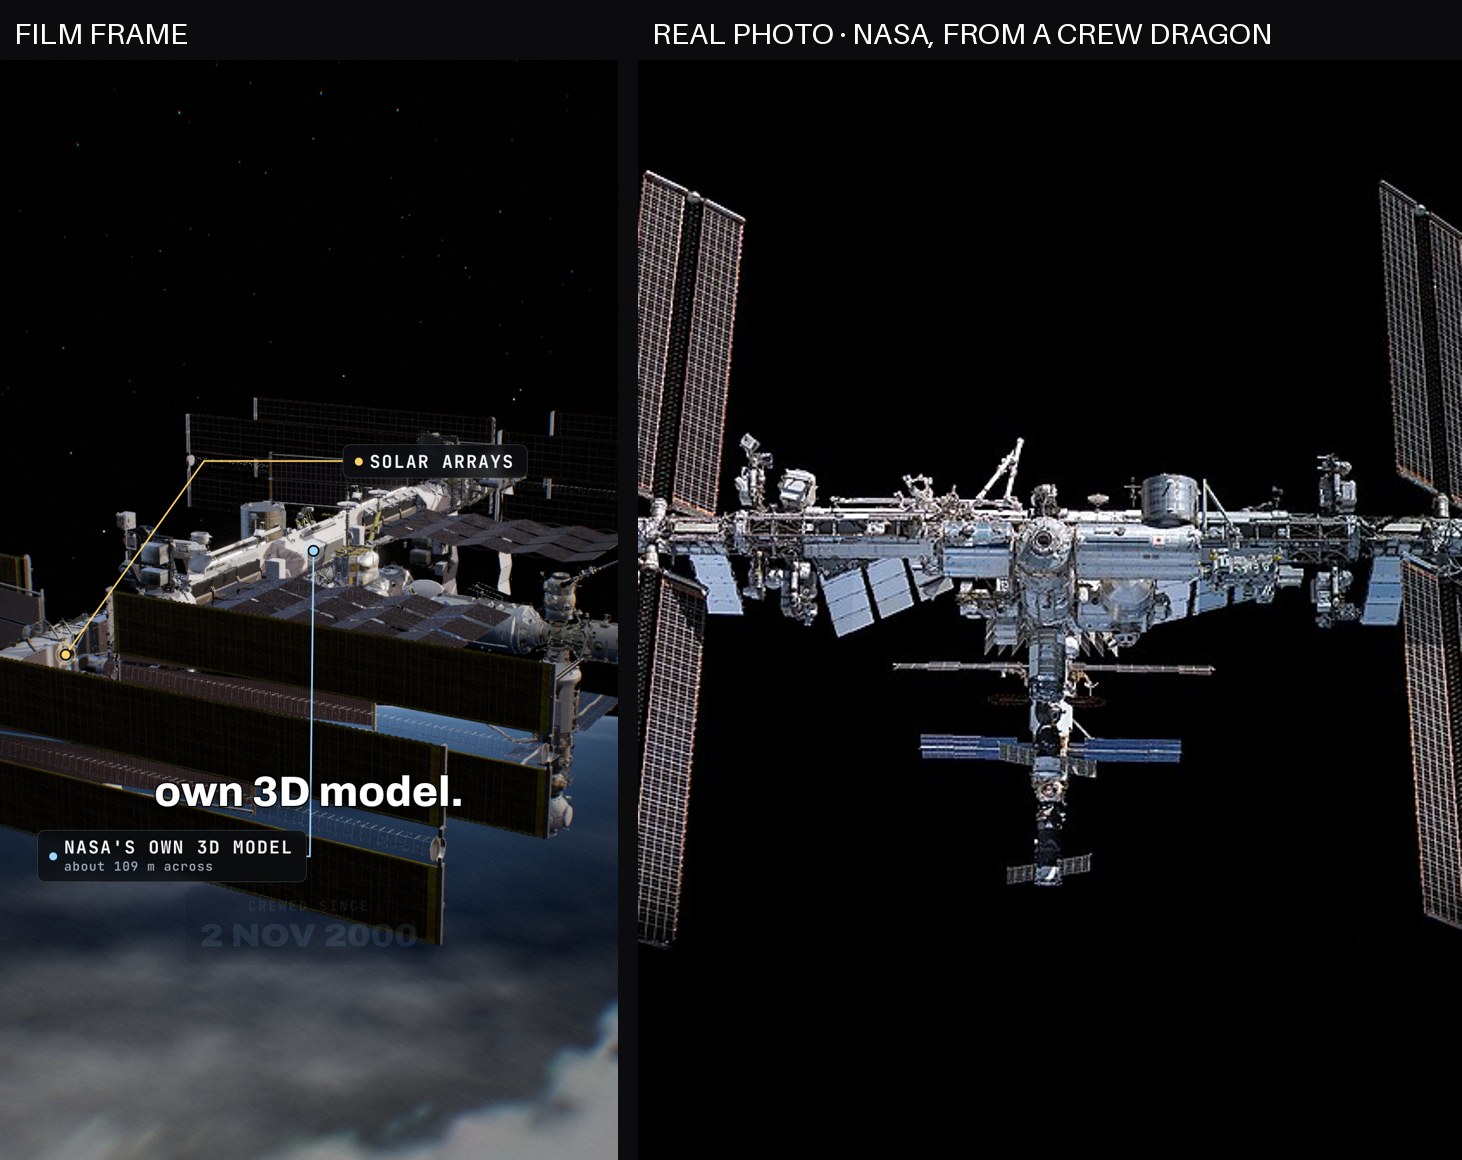 FILM FRAME
REAL PHOTO · NASA, FROM A CREW DRAGON
SOLAR ARRAYS
own 3D model.
NASA'S OWN 3D MODEL
about 109 m across
CREWED SINCE
2 NOV 2000